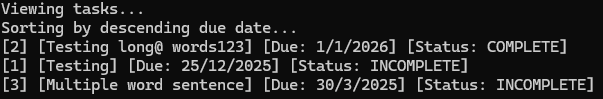 Viewing tasks...
Sorting by descending due date...
[2] [Testing long@ words123] [Due: 1/1/2026] [Status: COMPLETE]
[1] [Testing] [Due: 25/12/2025] [Status: INCOMPLETE]
[3] [Multiple word sentence] [Due: 30/3/2025] [Status: INCOMPLETE]